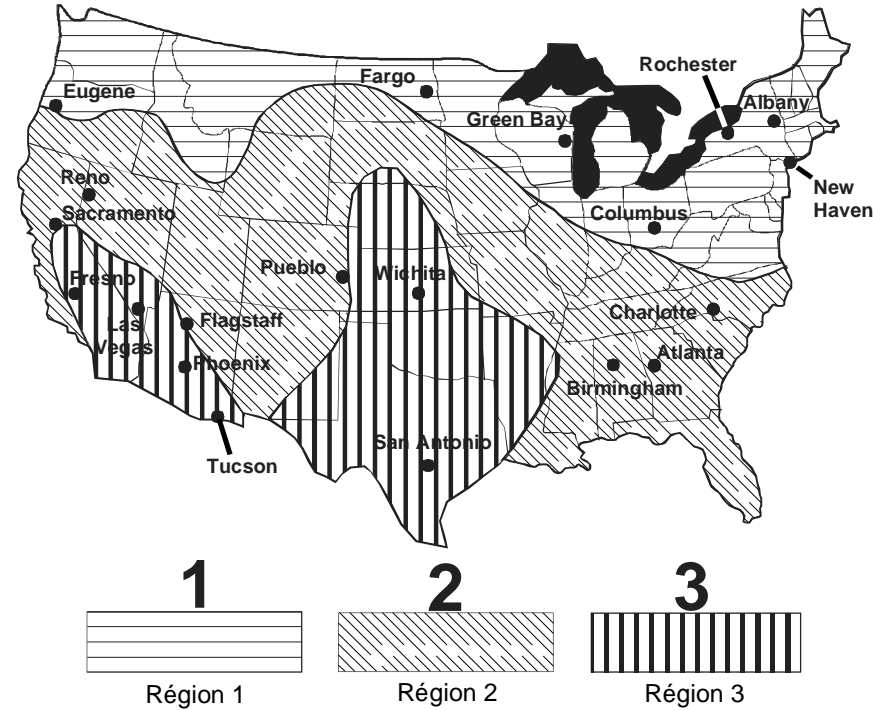 Rochester
Fargo
Eugene
Albany
Green Bay
Reno
New
Haven
Sacramento
Columbus
Pueblo
Wichita
Fresno
Charlotte
Las
Vegas
Flagstaff
Atlanta
Phoenix
Birmingham
San Antonio
Tucson
1
2
3
Région 1
Région 2
Région 3